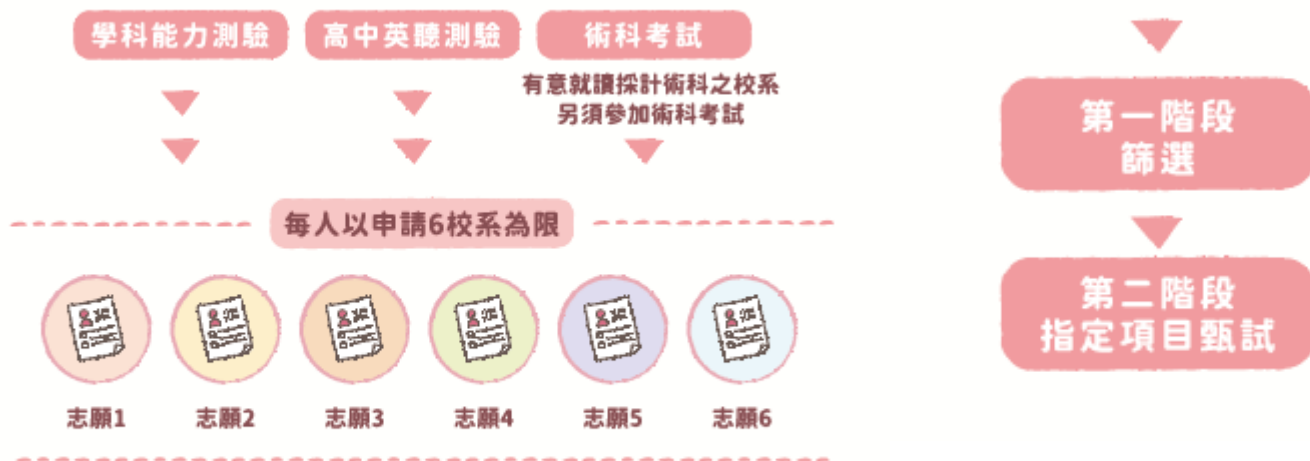 學科能力測驗
高中英聽測驗
術科考試
有意就讀採計術科之校系
另須參加術科考試
每人以申請6校系為限
志願1
志願2
志願3
志願4
志願5
志願6
第一階段
篩選
第二階段
指定項目甄試